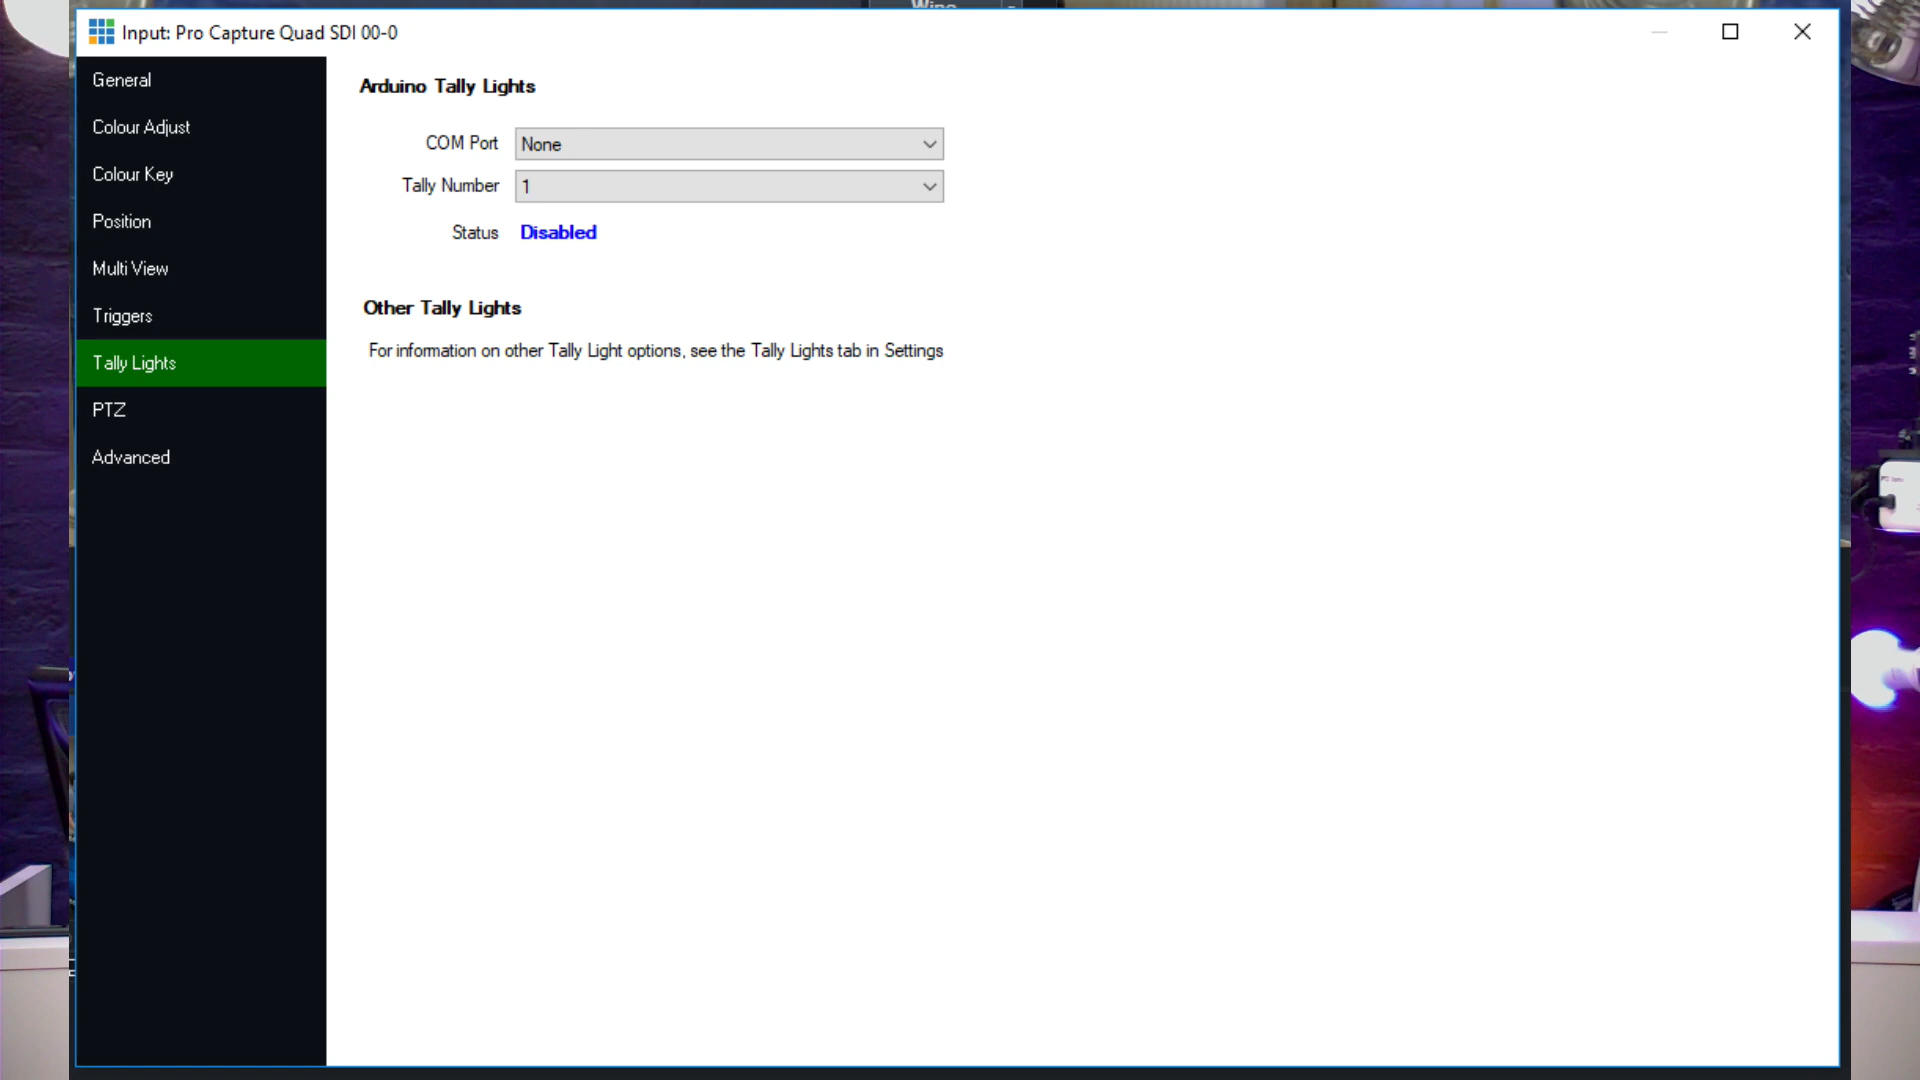 Input: Pro Capture Quad SDI 00-0
General
Colour Adjust
Colour Key
Position
Multi View
Triggers
Tally Lights
PTZ
Advanced
Arduino Tally Lights
COM Port None
Tally Number 1
Status Disabled
Other Tally Lights
For information on other Tally Light options, see the Tally Lights tab in Settings